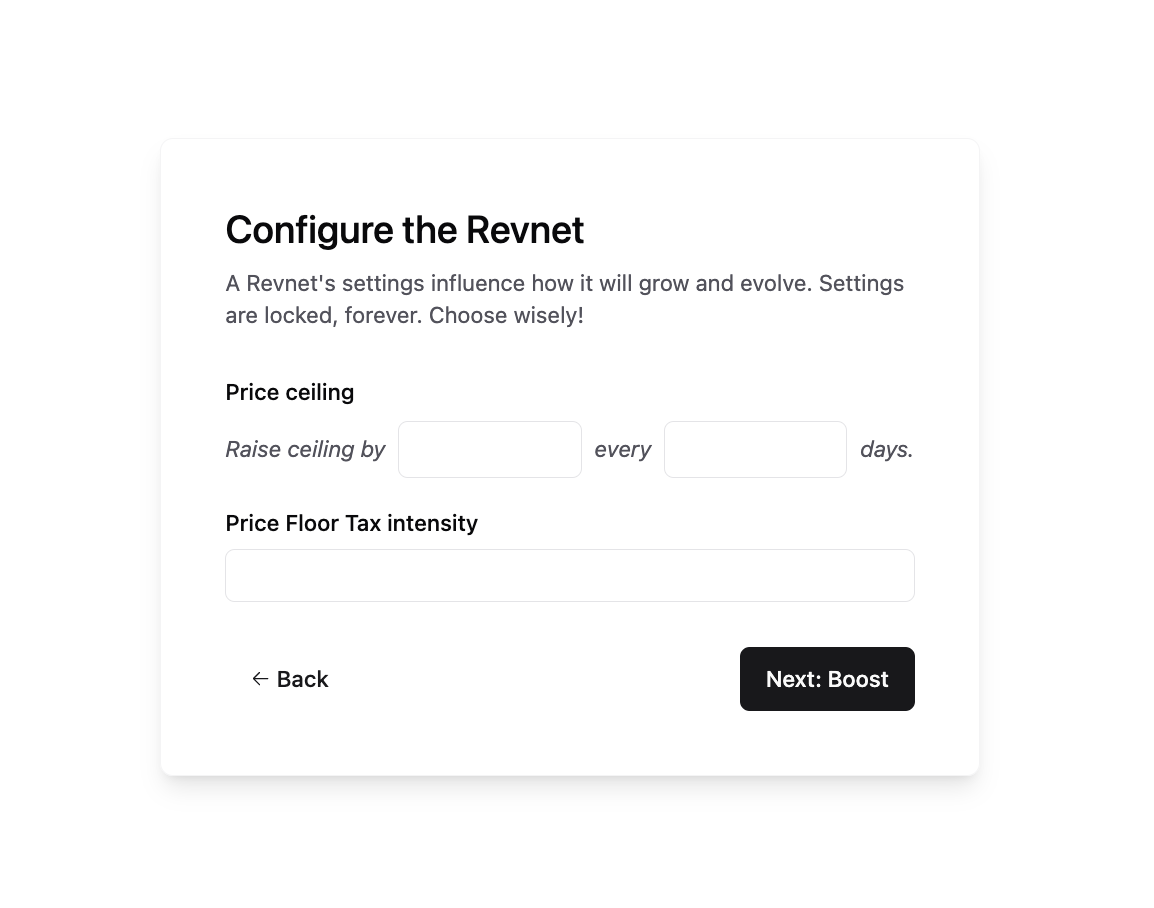 Configure the Revnet
A Revnet's settings influence how it will grow and evolve. Settings
are locked, forever. Choose wisely!
Price ceiling
Raise ceiling by every days.
Price Floor Tax intensity
← Back
Next: Boost